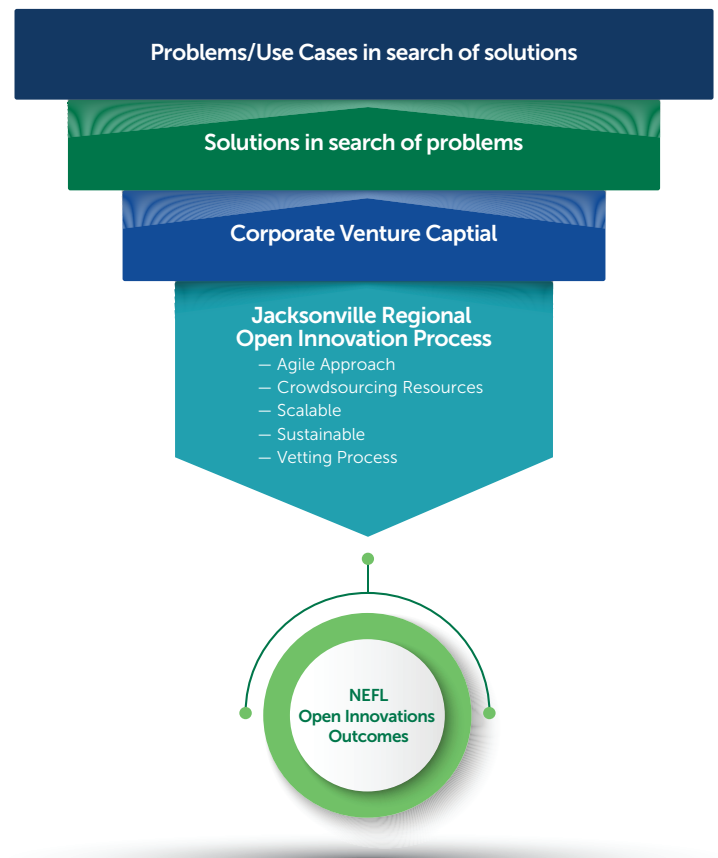 Problems/Use Cases in search of solutions
Solutions in search of problems
Corporate Venture Captial
Jacksonville Regional
Open Innovation Process
— Agile Approach
— Crowdsourcing Resources
— Scalable
— Sustainable
— Vetting Process
NEFL
Open Innovations
Outcomes